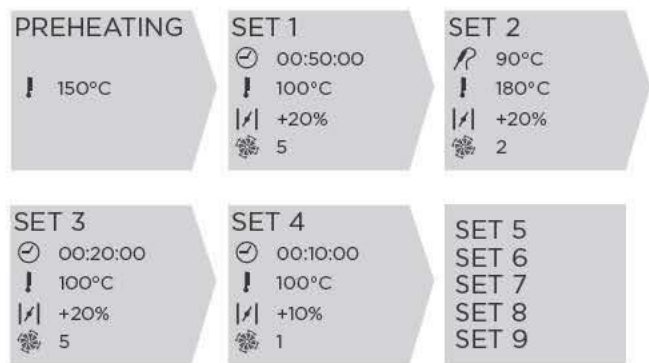 PREHEATING
150°C
SET 1
00:50:00
100°C
+20%
5
SET 2
90°C
180°C
+20%
2
SET 3
00:20:00
100°C
+20%
5
SET 4
00:10:00
100°C
+10%
1
SET 5
SET 6
SET 7
SET 8
SET 9